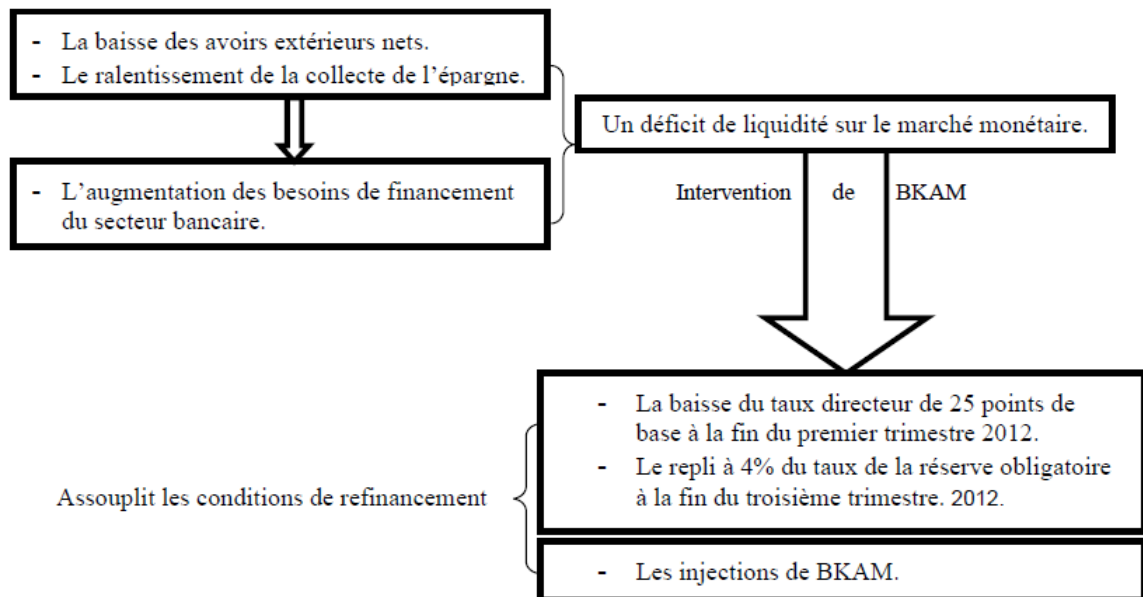 - La baisse des avoirs extérieurs nets.
- Le ralentissement de la collecte de l'épargne.
Un déficit de liquidité sur le marché monétaire.
- L'augmentation des besoins de financement
du secteur bancaire.
Intervention de BKAM
- La baisse du taux directeur de 25 points de
base à la fin du premier trimestre 2012.
- Le repli à 4% du taux de la réserve obligatoire
à la fin du troisième trimestre. 2012.
Assouplit les conditions de refinancement
- Les injections de BKAM.